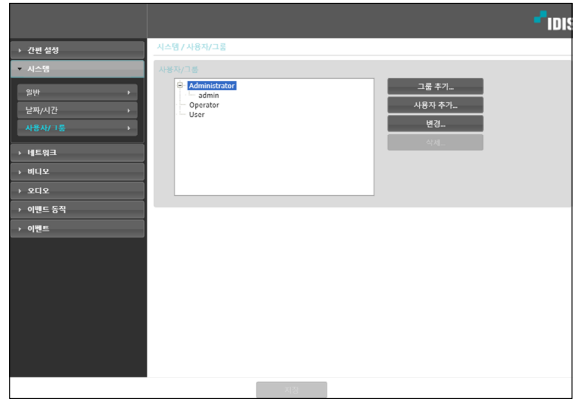 IDIS
간편 설정
시스템 / 사용자/그룹
시스템
사용자/그룹
Administrator
그룹 추가...
일반
admin
날짜/시간
Operator
사용자 추가...
User
사용자/그룹
변경...
삭제...
네트워크
비디오
오디오
이벤트 동작
이벤트
저장